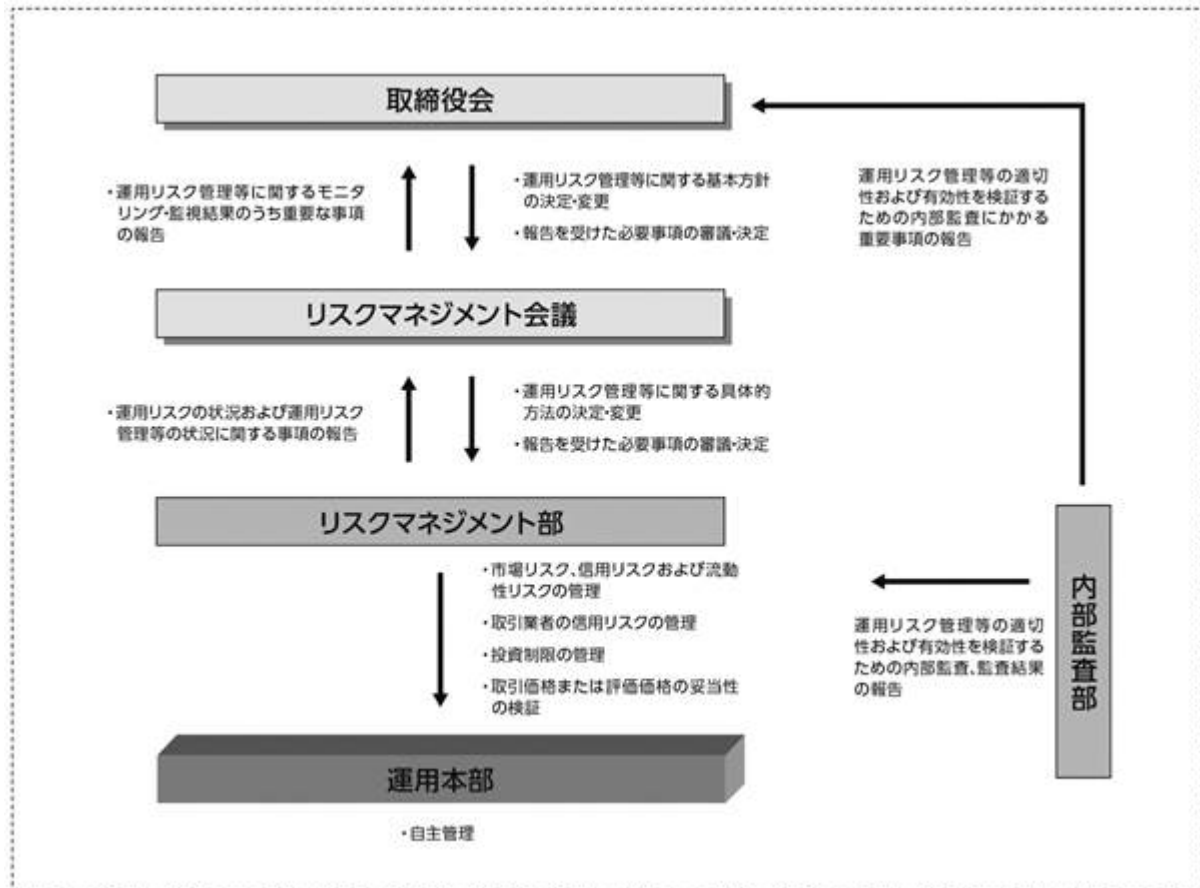 取締役会
・運用リスク管理等に関するモニタ
リング・監視結果のうち重要な事項
の報告
・運用リスク管理等に関する基本方針
の決定・変更
・報告を受けた必要事項の審議・決定
運用リスク管理等の適切
性および有効性を検証する
ための内部監査にかかる
重要事項の報告
リスクマネジメント会議
・運用リスクの状況および運用リスク
管理等の状況に関する事項の報告
・運用リスク管理等に関する具体的
方法の決定・変更
・報告を受けた必要事項の審議・決定
リスクマネジメント部
・市場リスク、信用リスクおよび流動
性リスクの管理
・取引業者の信用リスクの管理
・投資制限の管理
・取引価格または評価価格の妥当性
の検証
運用リスク管理等の適切
性および有効性を検証する
ための内部監査、監査結果
の報告
内部監査部
運用本部
・自主管理